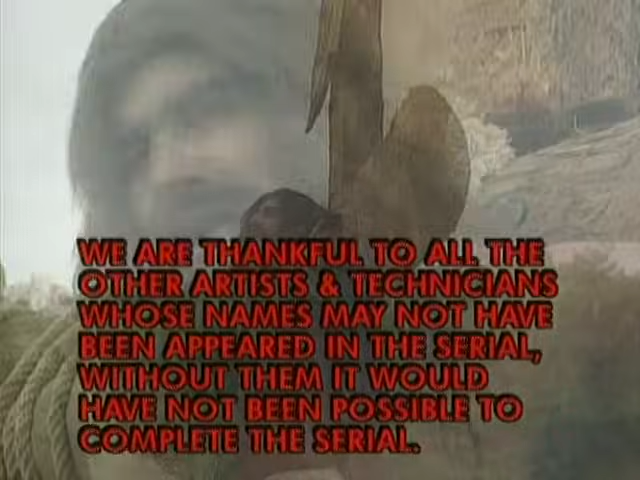 WE ARE THANKFUL TO ALL THE
OTHER ARTISTS & TECHNICIANS
WHOSE NAMES MAY NOT HAVE
BEEN APPEARED IN THE SERIAL,
WITHOUT THEM IT WOULD
HAVE NOT BEEN POSSIBLE TO
COMPLETE THE SERIAL.